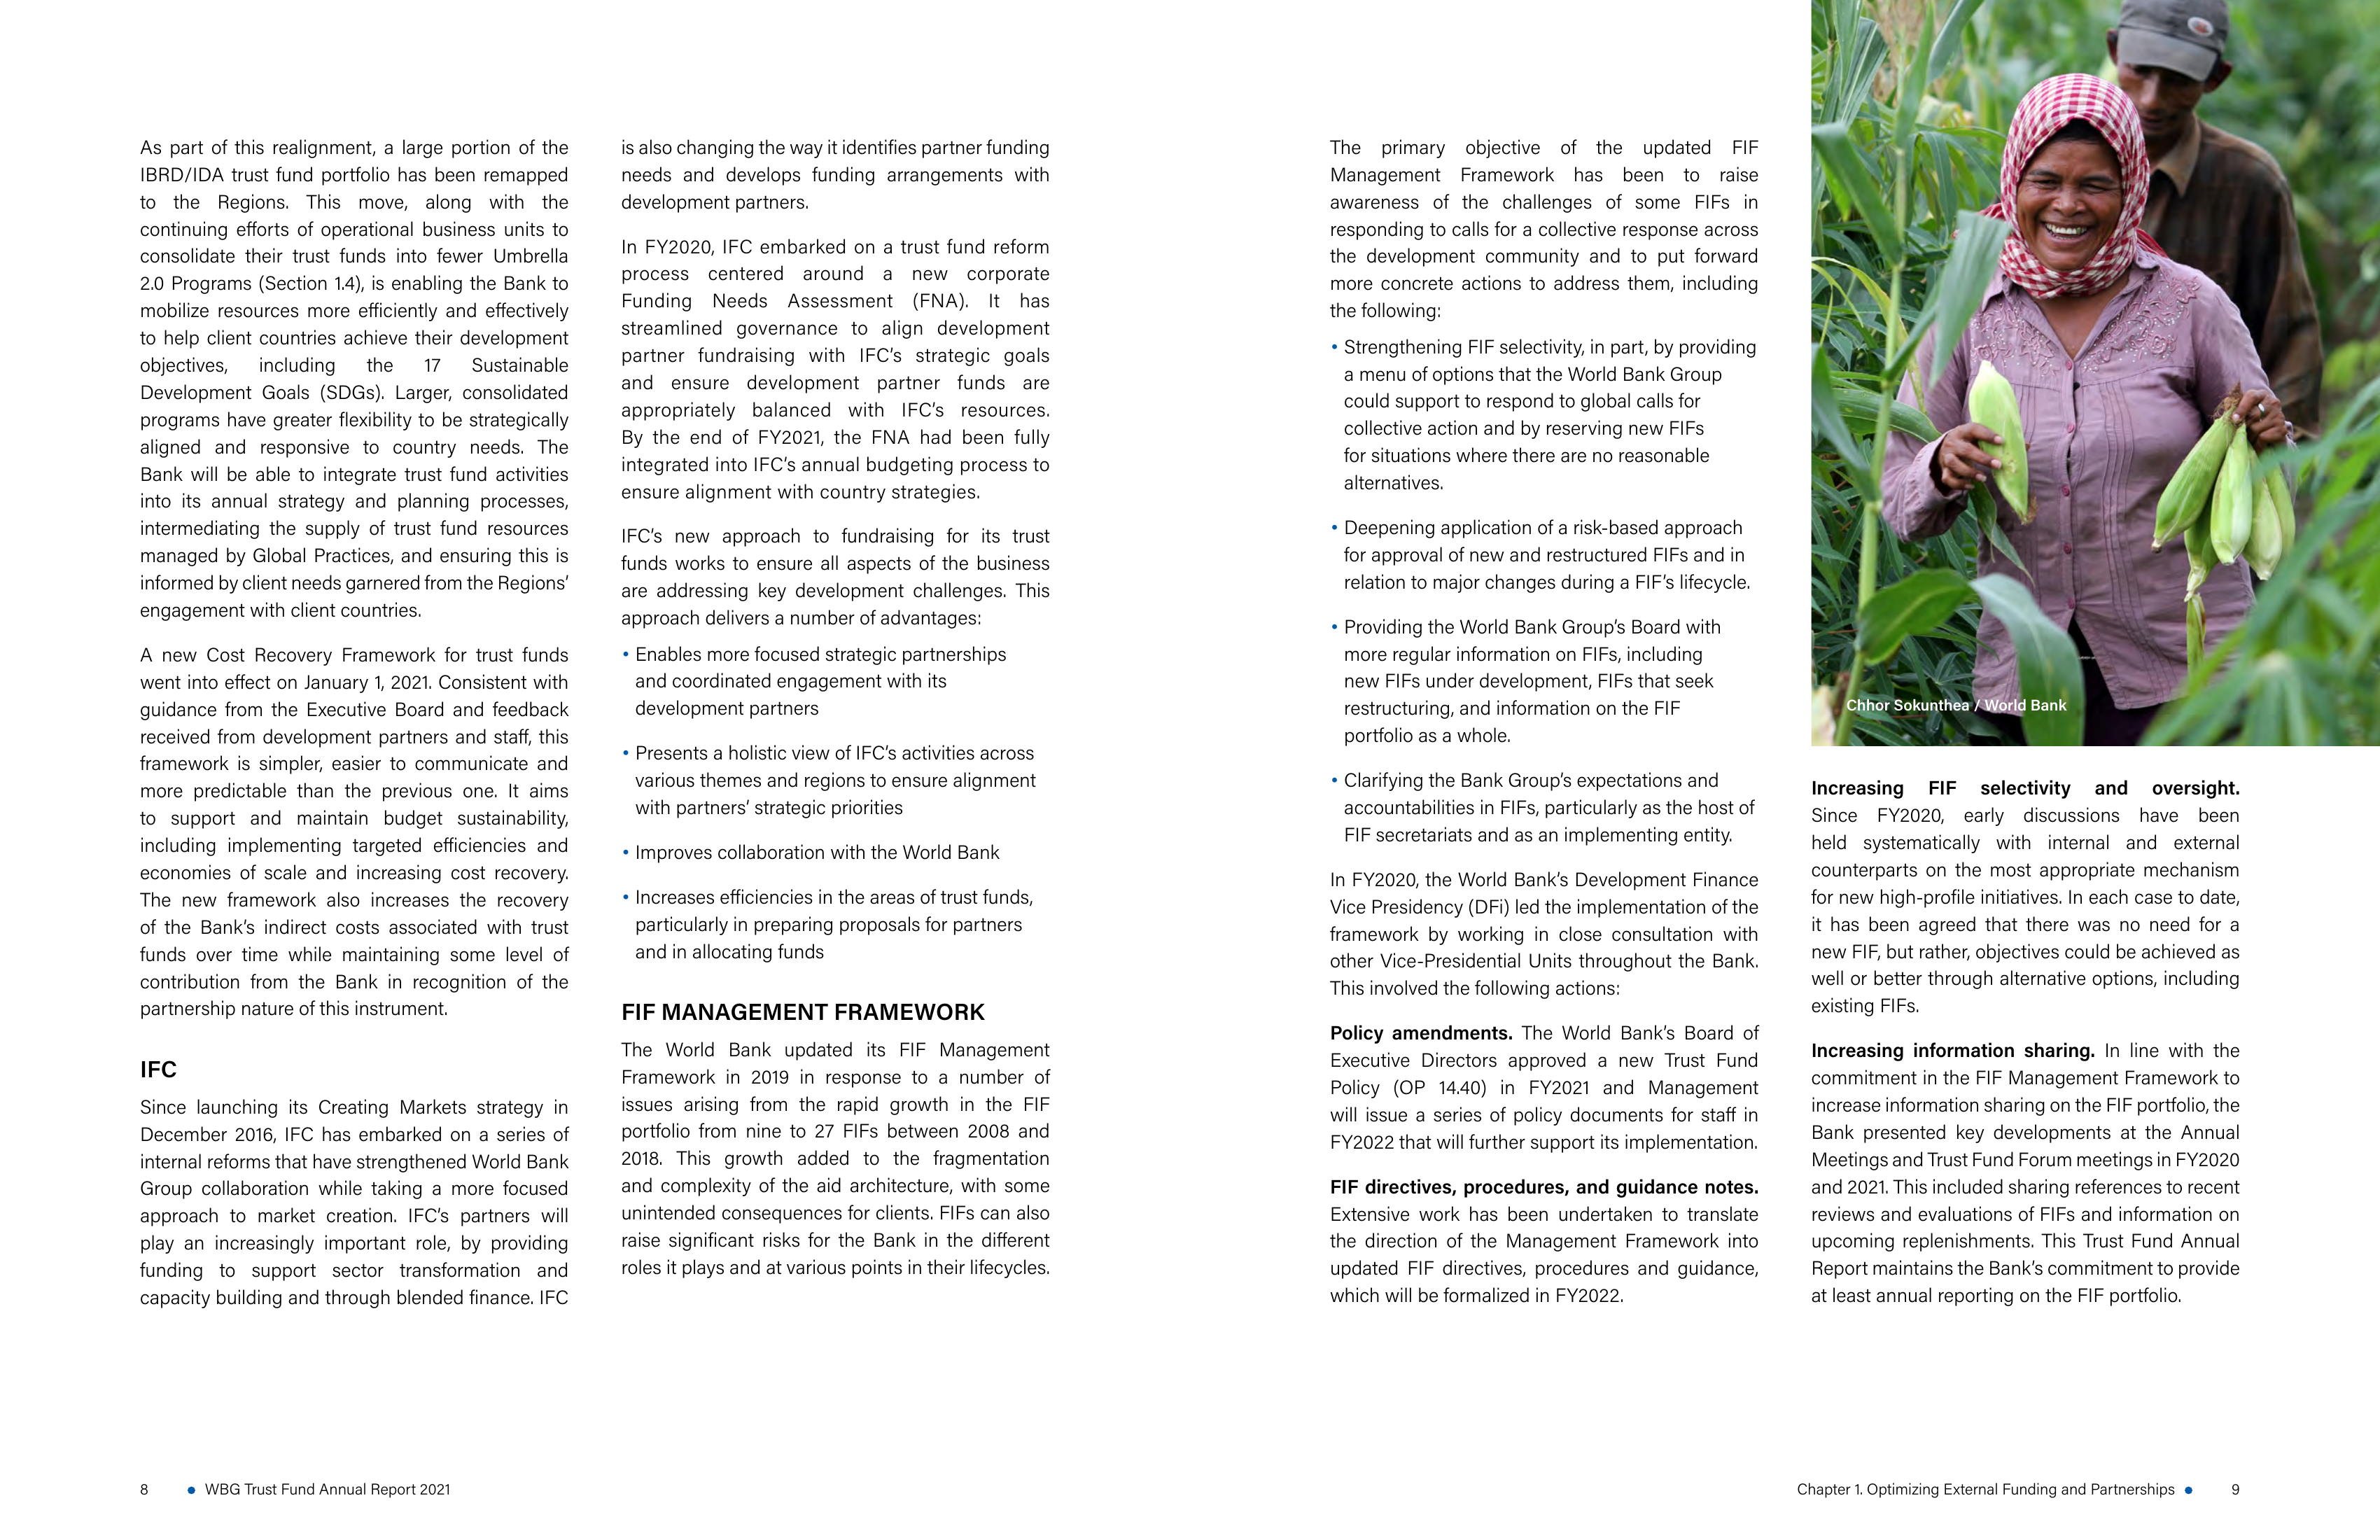 As part of this realignment, a large portion of the
IBRD/IDA trust fund portfolio has been remapped
to the Regions. This move, along with the
continuing efforts of operational business units to
consolidate their trust funds into fewer Umbrella
2.0 Programs (Section 1.4), is enabling the Bank to
mobilize resources more efficiently and effectively
to help client countries achieve their development
objectives, including the 17 Sustainable
Development Goals (SDGs). Larger, consolidated
programs have greater flexibility to be strategically
aligned and responsive to country needs. The
Bank will be able to integrate trust fund activities
into its annual strategy and planning processes,
intermediating the supply of trust fund resources
managed by Global Practices, and ensuring this is
informed by client needs garnered from the Regions’
engagement with client countries.
A new Cost Recovery Framework for trust funds
went into effect on January 1, 2021. Consistent with
guidance from the Executive Board and feedback
received from development partners and staff, this
framework is simpler, easier to communicate and
more predictable than the previous one. It aims
to support and maintain budget sustainability,
including implementing targeted efficiencies and
economies of scale and increasing cost recovery.
The new framework also increases the recovery
of the Bank’s indirect costs associated with trust
funds over time while maintaining some level of
contribution from the Bank in recognition of the
partnership nature of this instrument.
IFC
Since launching its Creating Markets strategy in
December 2016, IFC has embarked on a series of
internal reforms that have strengthened World Bank
Group collaboration while taking a more focused
approach to market creation. IFC’s partners will
play an increasingly important role, by providing
funding to support sector transformation and
capacity building and through blended finance. IFC
is also changing the way it identifies partner funding
needs and develops funding arrangements with
development partners.
In FY2020, IFC embarked on a trust fund reform
process centered around a new corporate
Funding Needs Assessment (FNA). It has
streamlined governance to align development
partner fundraising with IFC’s strategic goals
and ensure development partner funds are
appropriately balanced with IFC’s resources.
By the end of FY2021, the FNA had been fully
integrated into IFC’s annual budgeting process to
ensure alignment with country strategies.
IFC’s new approach to fundraising for its trust
funds works to ensure all aspects of the business
are addressing key development challenges. This
approach delivers a number of advantages:
• Enables more focused strategic partnerships
and coordinated engagement with its
development partners
• Presents a holistic view of IFC’s activities across
various themes and regions to ensure alignment
with partners’ strategic priorities
• Improves collaboration with the World Bank
• Increases efficiencies in the areas of trust funds,
particularly in preparing proposals for partners
and in allocating funds
FIF MANAGEMENT FRAMEWORK
The World Bank updated its FIF Management
Framework in 2019 in response to a number of
issues arising from the rapid growth in the FIF
portfolio from nine to 27 FIFs between 2008 and
2018. This growth added to the fragmentation
and complexity of the aid architecture, with some
unintended consequences for clients. FIFs can also
raise significant risks for the Bank in the different
roles it plays and at various points in their lifecycles.
8 • WBG Trust Fund Annual Report 2021
The primary objective of the updated FIF
Management Framework has been to raise
awareness of the challenges of some FIFs in
responding to calls for a collective response across
the development community and to put forward
more concrete actions to address them, including
the following:
• Strengthening FIF selectivity, in part, by providing
a menu of options that the World Bank Group
could support to respond to global calls for
collective action and by reserving new FIFs
for situations where there are no reasonable
alternatives.
• Deepening application of a risk-based approach
for approval of new and restructured FIFs and in
relation to major changes during a FIF’s lifecycle.
• Providing the World Bank Group’s Board with
more regular information on FIFs, including
new FIFs under development, FIFs that seek
restructuring, and information on the FIF
portfolio as a whole.
• Clarifying the Bank Group’s expectations and
accountabilities in FIFs, particularly as the host of
FIF secretariats and as an implementing entity.
In FY2020, the World Bank’s Development Finance
Vice Presidency (DFi) led the implementation of the
framework by working in close consultation with
other Vice-Presidential Units throughout the Bank.
This involved the following actions:
Policy amendments. The World Bank’s Board of
Executive Directors approved a new Trust Fund
Policy (OP 14.40) in FY2021 and Management
will issue a series of policy documents for staff in
FY2022 that will further support its implementation.
FIF directives, procedures, and guidance notes.
Extensive work has been undertaken to translate
the direction of the Management Framework into
updated FIF directives, procedures and guidance,
which will be formalized in FY2022.
Chhor Sokunthea / World Bank
Increasing FIF selectivity and oversight.
Since FY2020, early discussions have been
held systematically with internal and external
counterparts on the most appropriate mechanism
for new high-profile initiatives. In each case to date,
it has been agreed that there was no need for a
new FIF, but rather, objectives could be achieved as
well or better through alternative options, including
existing FIFs.
Increasing information sharing. In line with the
commitment in the FIF Management Framework to
increase information sharing on the FIF portfolio, the
Bank presented key developments at the Annual
Meetings and Trust Fund Forum meetings in FY2020
and 2021. This included sharing references to recent
reviews and evaluations of FIFs and information on
upcoming replenishments. This Trust Fund Annual
Report maintains the Bank’s commitment to provide
at least annual reporting on the FIF portfolio.
Chapter 1. Optimizing External Funding and Partnerships • 9